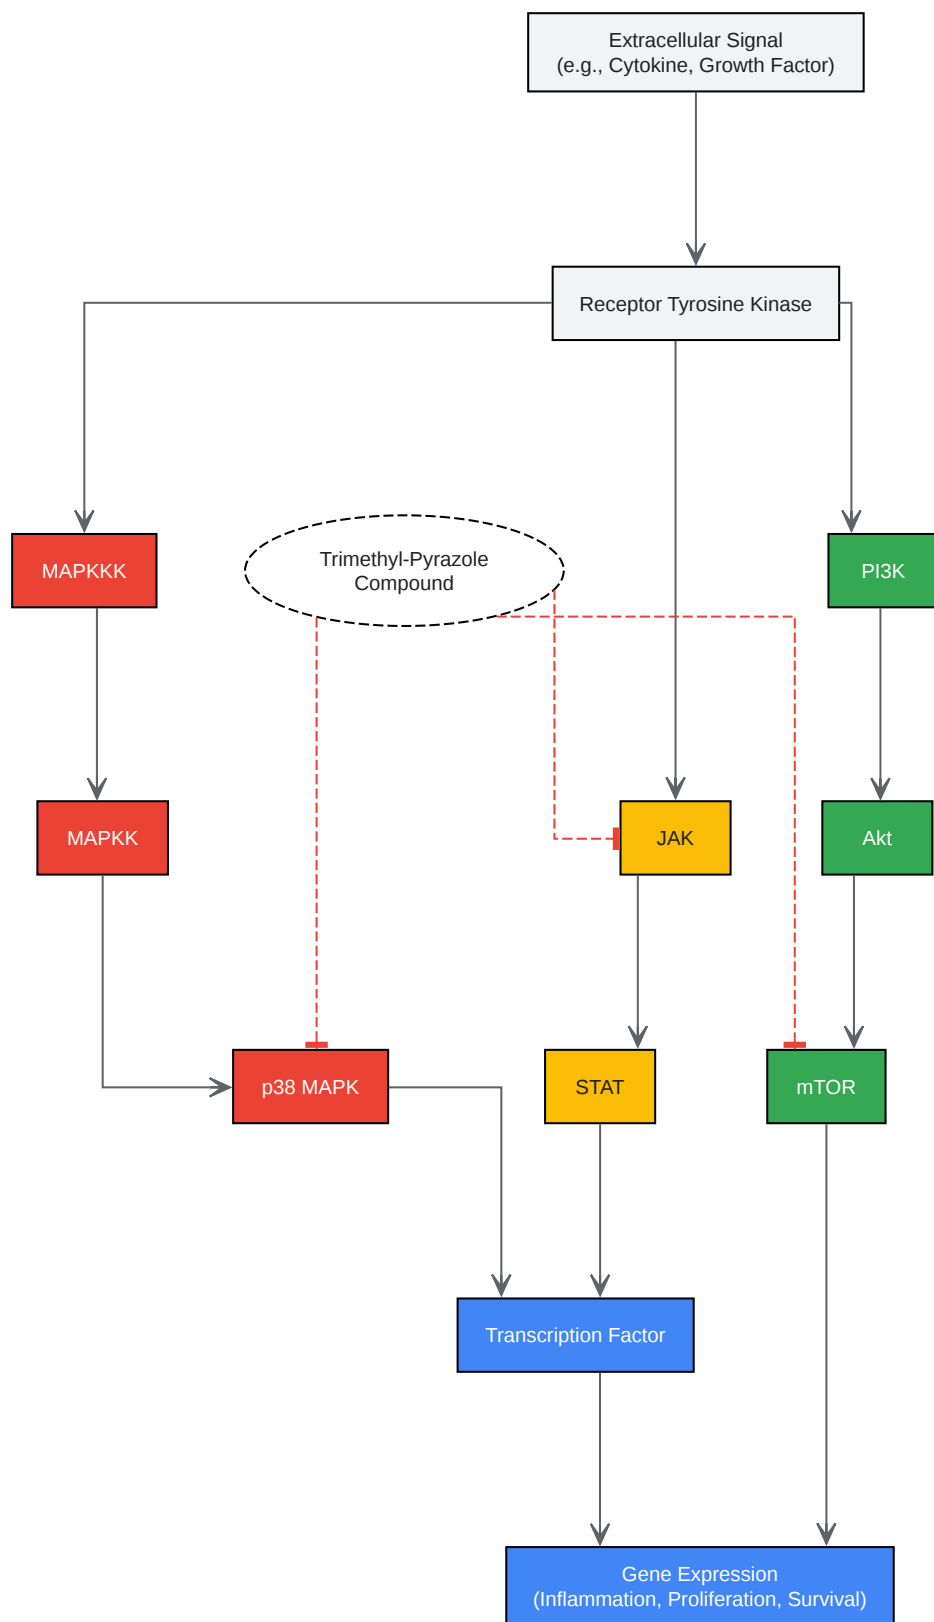 Extracellular Signal
(e.g., Cytokine, Growth Factor)
Receptor Tyrosine Kinase
MAPKKK
Trimethyl-Pyrazole
Compound
PI3K
MAPKK
JAK
Akt
p38 MAPK
STAT
mTOR
Transcription Factor
Gene Expression
(Inflammation, Proliferation, Survival)